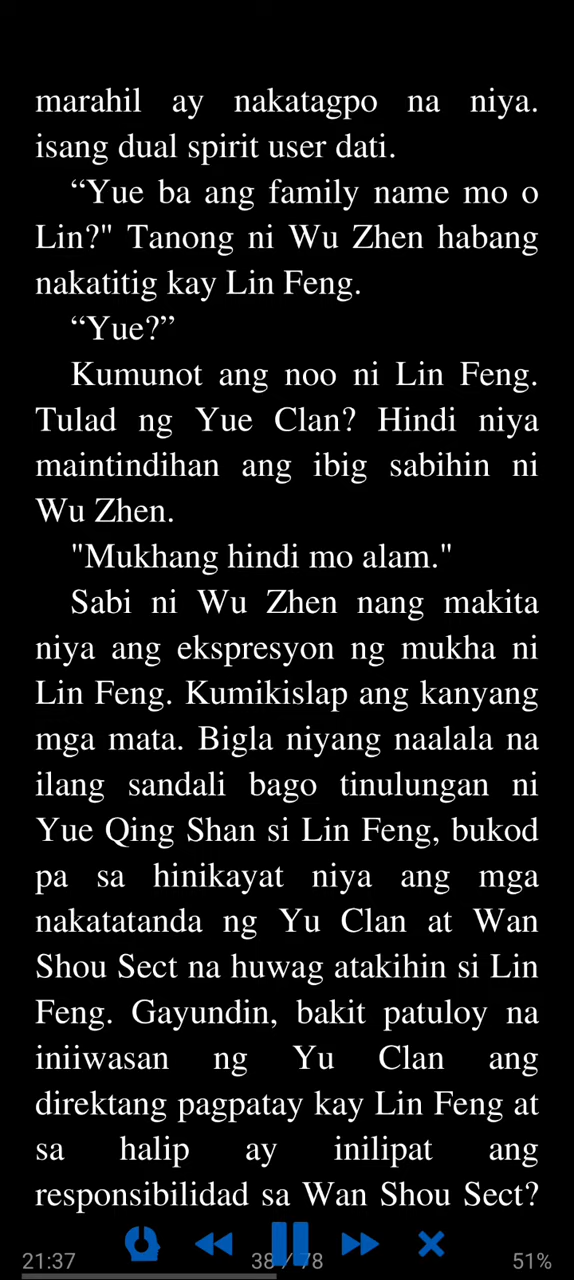 marahil ay nakatagpo na niya.
isang dual spirit user dati.
“Yue ba ang family name mo o
Lin?" Tanong ni Wu Zhen habang
nakatitig kay Lin Feng.
“Yue?”
Kumunot ang noo ni Lin Feng.
Tulad ng Yue Clan? Hindi niya
maintindihan ang ibig sabihin ni
Wu Zhen.
"Mukhang hindi mo alam."
Sabi ni Wu Zhen nang makita
niya ang ekspresyon ng mukha ni
Lin Feng. Kumikislap ang kanyang
mga mata. Bigla niyang naalala na
ilang sandali bago tinulungan ni
Yue Qing Shan si Lin Feng, bukod
pa sa hinikayat niya ang mga
nakatatanda ng Yu Clan at Wan
Shou Sect na huwag atakihin si Lin
Feng. Gayundin, bakit patuloy na
iniiwasan ng Yu Clan ang
direktang pagpatay kay Lin Feng at
sa halip ay inilipat ang
responsibilidad sa Wan Shou Sect?
21:37 38 / 78 51%